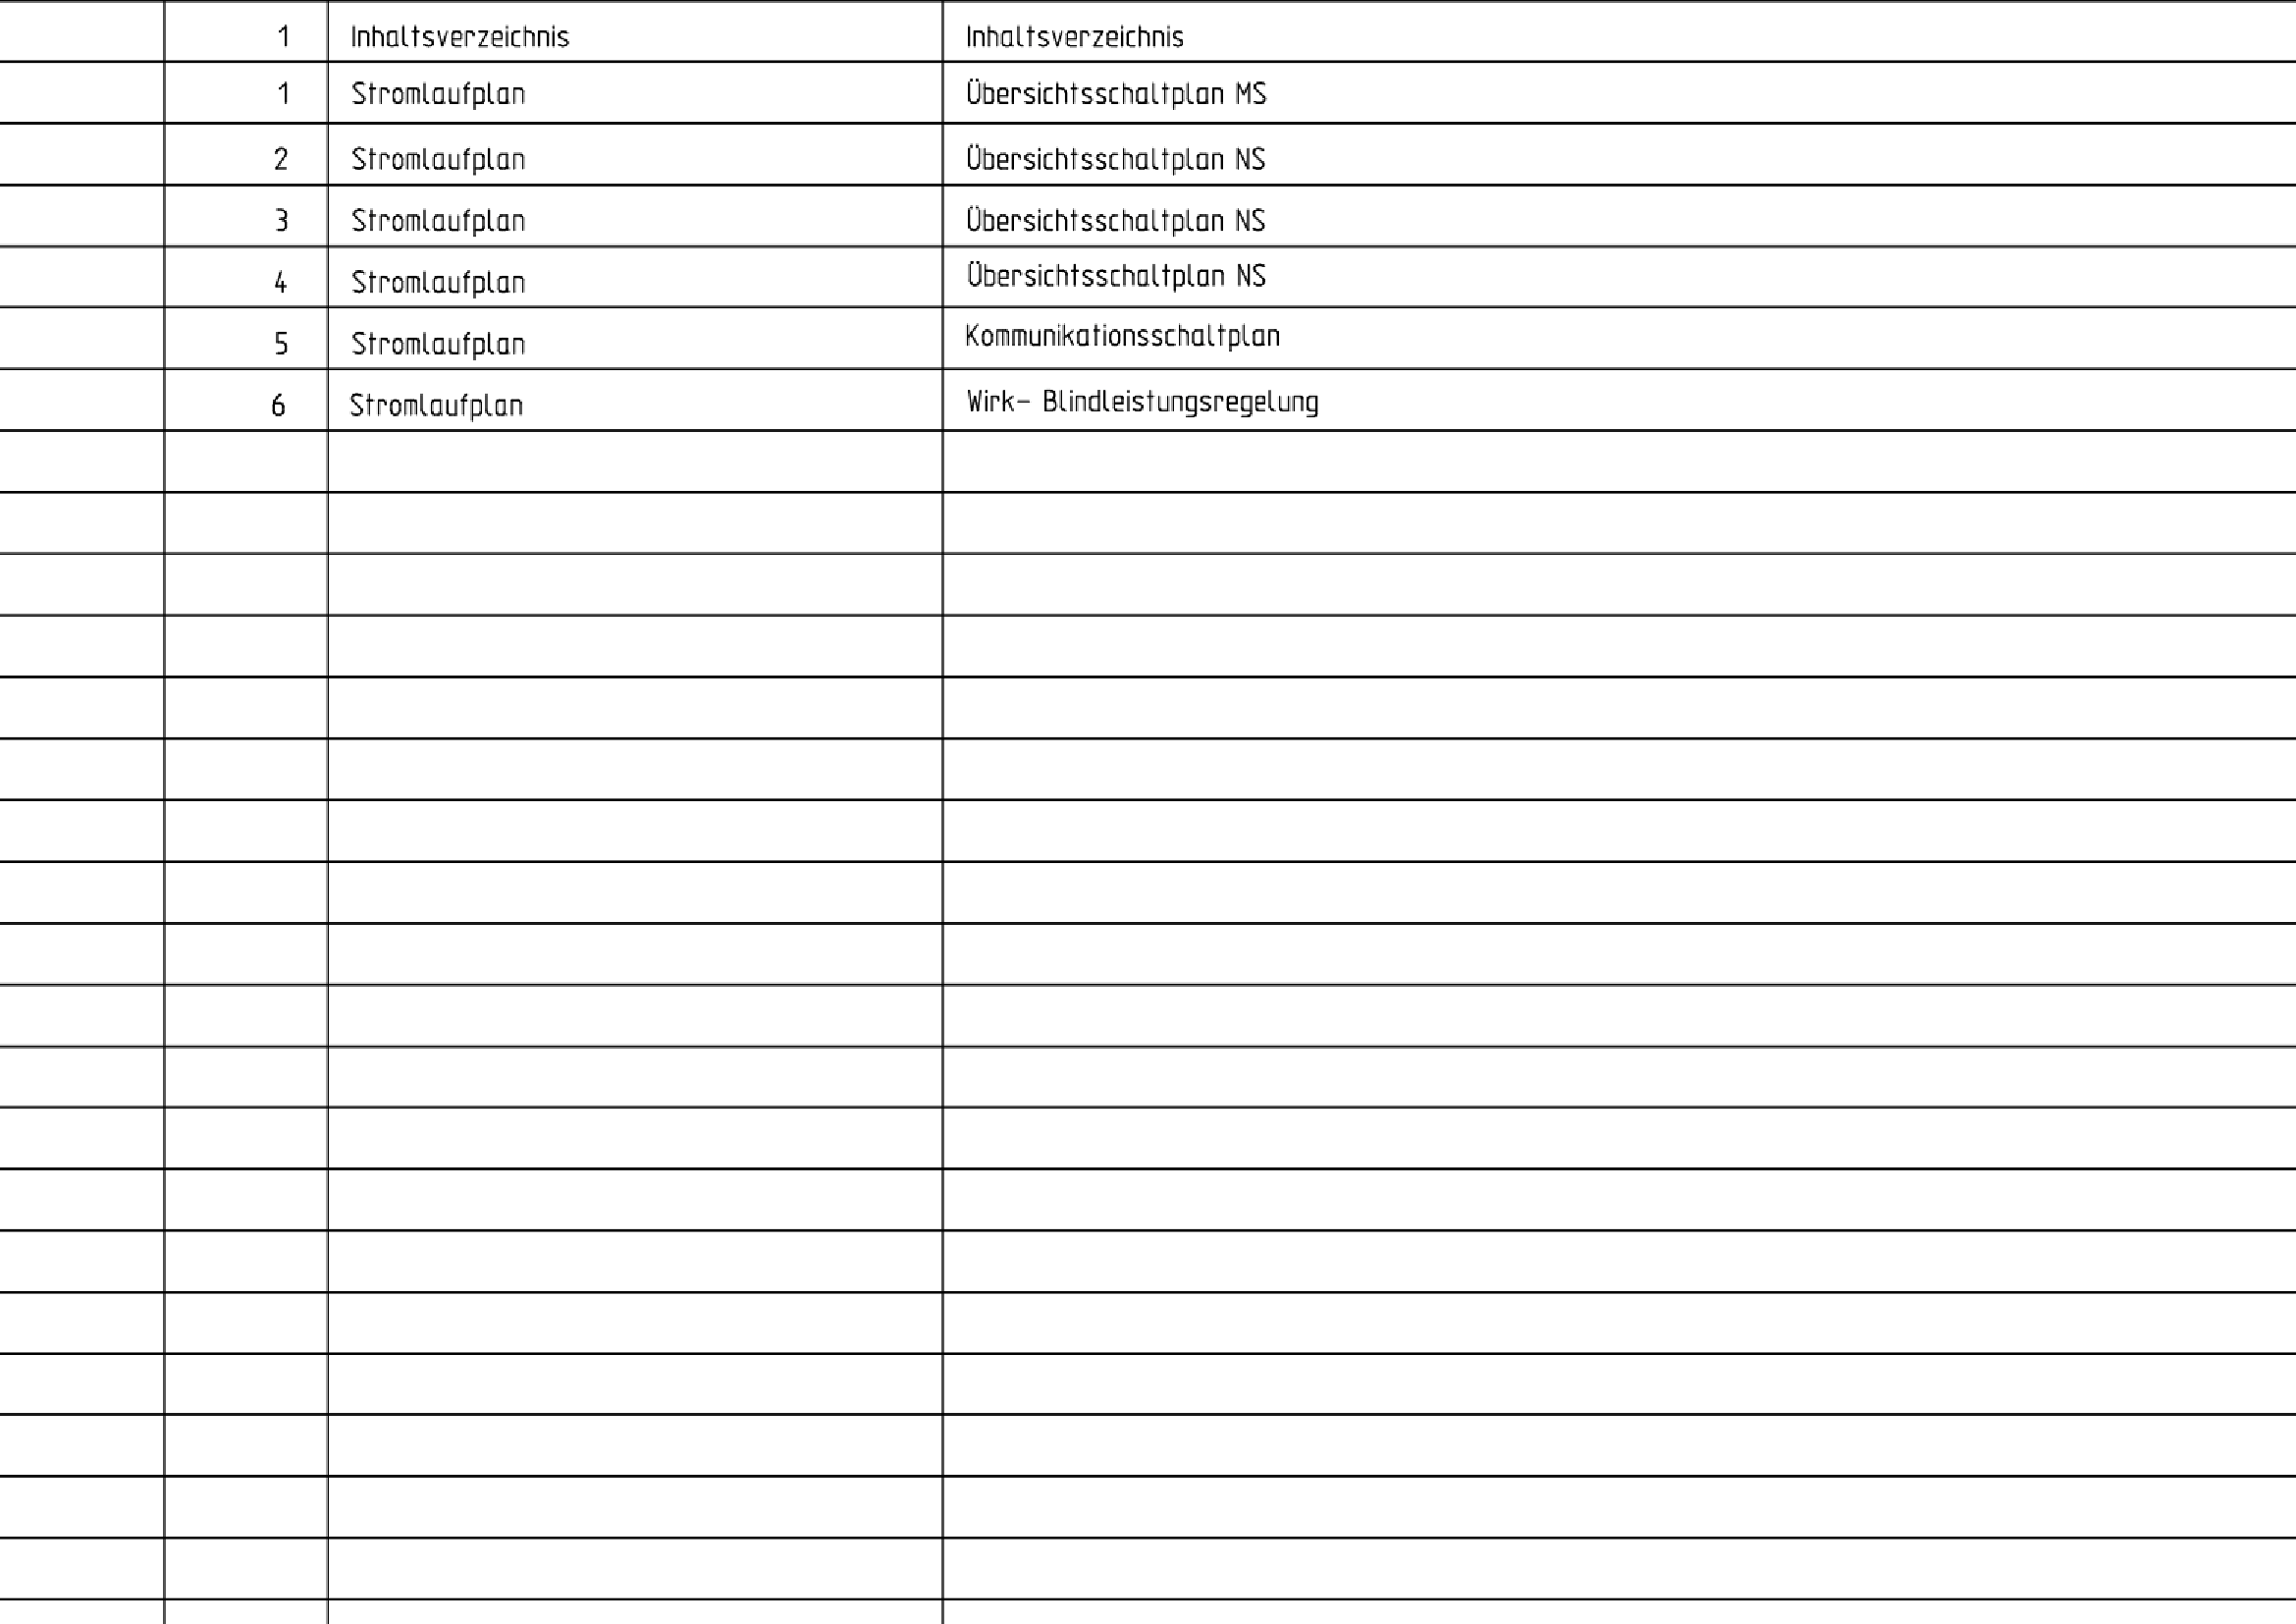 1 Inhaltsverzeichnis Inhaltsverzeichnis
1 Stromlaufplan Übersichtsschaltplan MS
2 Stromlaufplan Übersichtsschaltplan NS
3 Stromlaufplan Übersichtsschaltplan NS
4 Stromlaufplan Übersichtsschaltplan NS
5 Stromlaufplan Kommunikationsschaltplan
6 Stromlaufplan Wirk- Blindleistungsregelung